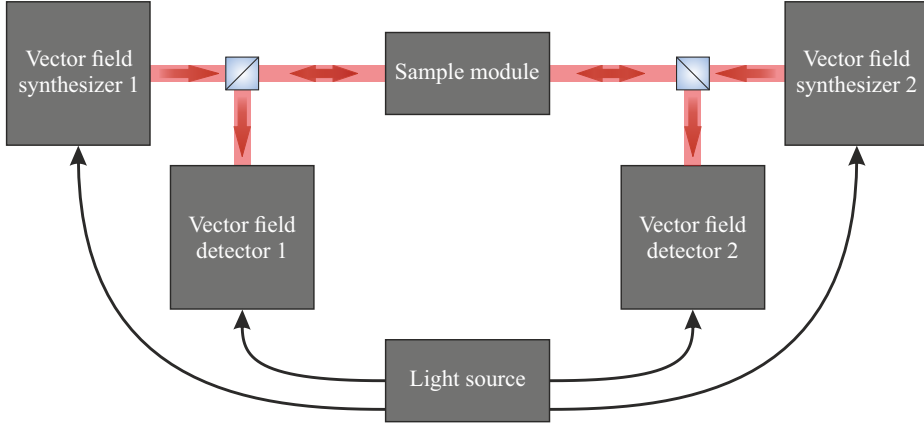 Vector field
synthesizer 1
Sample module
Vector field
synthesizer 2
Vector field
detector 1
Vector field
detector 2
Light source